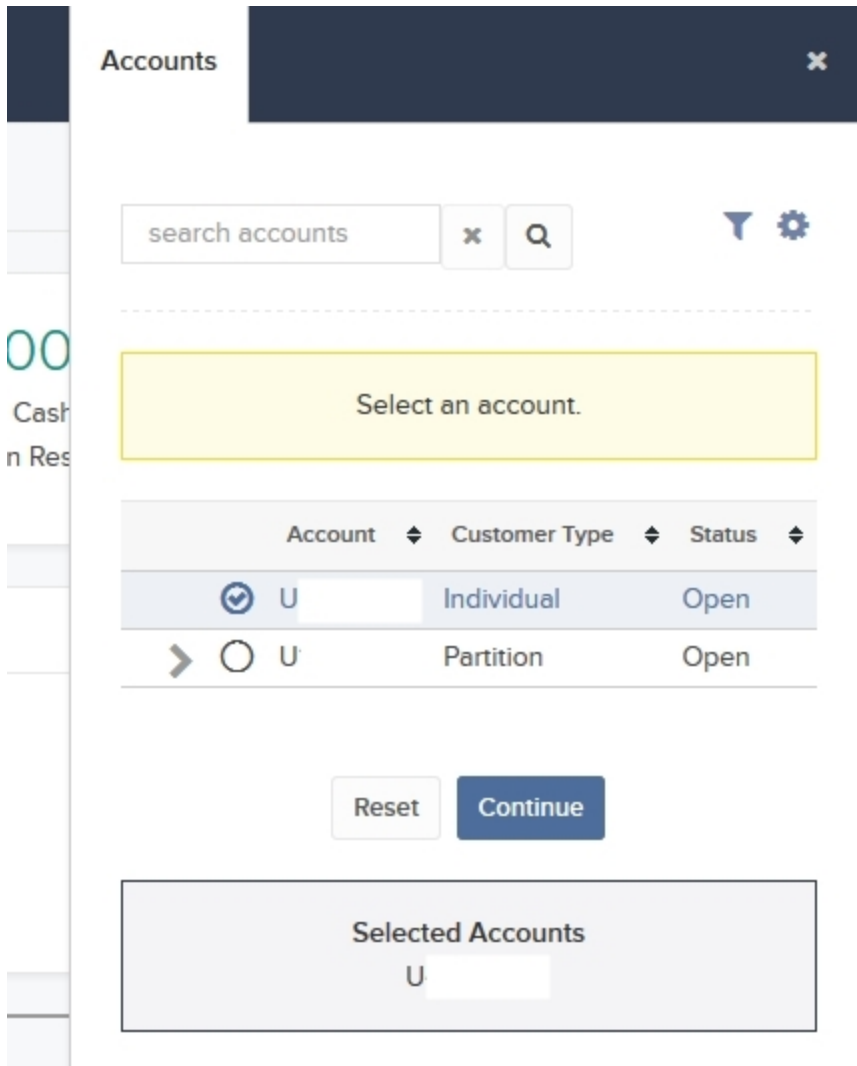 Accounts
search accounts
00
Cash
n Res
Select an account.
Account Customer Type Status
U Individual Open
U Partition Open
Reset Continue
Selected Accounts
U